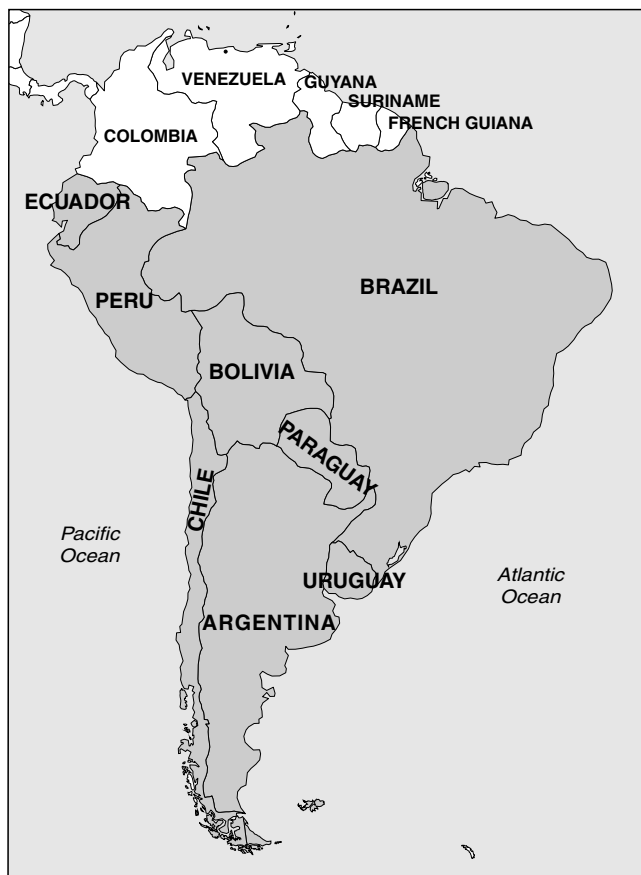 VENEZUELA
GUYANA
SURINAME
FRENCH GUIANA
COLOMBIA
ECUADOR
BRAZIL
PERU
BOLIVIA
PARAGUAY
CHILE
Pacific
Ocean
URUGUAY
Atlantic
Ocean
ARGENTINA